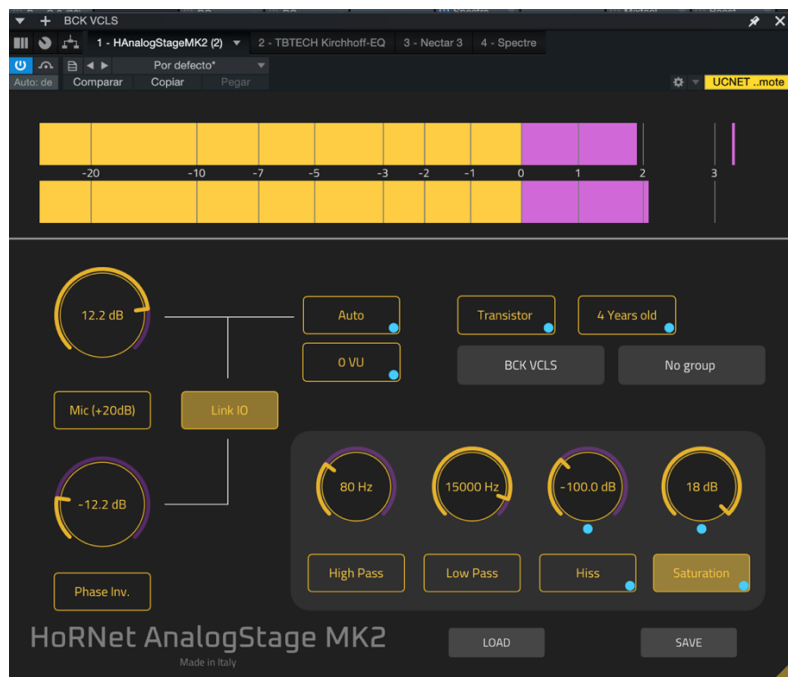 BCK VCLS
1 - HAnalogStageMK2 (2) 2 - TBTECH Kirchhoff-EQ 3 - Nectar 3 4 - Spectre
Por defecto*
Auto: de Comparar Copiar Pegar UCNET ..mote
-20 -10 -7 -5 -3 -2 -1 0 1 2 3
12.2 dB
Auto Transistor 4 Years old
0 VU BCK VCLS No group
Mic (+20dB) Link IO
-12.2 dB 80 Hz 15000 Hz -100.0 dB 18 dB
High Pass Low Pass Hiss Saturation
Phase Inv.
HoRNet AnalogStage MK2
Made in Italy
LOAD SAVE